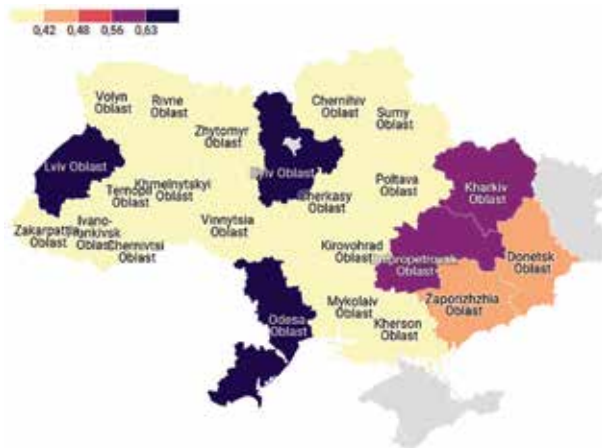 0,42 0,48 0,56 0,63
Volyn
Oblast
Rivne
Oblast
Zhytomyr
Oblast
Chernihiv
Oblast
Sumy
Oblast
Lviv Oblast
Ternopil
Oblast
Khmelnytskyi
Oblast
Kyiv Oblast
Cherkasy
Oblast
Poltava
Oblast
Kharkiv
Oblast
Zakarpattia
Oblast
Ivano-
Frankivsk
Oblast
Chernivtsi
Oblast
Vinnytsia
Oblast
Kirovohrad
Oblast
Dnipropetrovsk
Oblast
Donetsk
Oblast
Zaporizhzhia
Oblast
Mykolaiv
Oblast
Kherson
Oblast
Odesa
Oblast